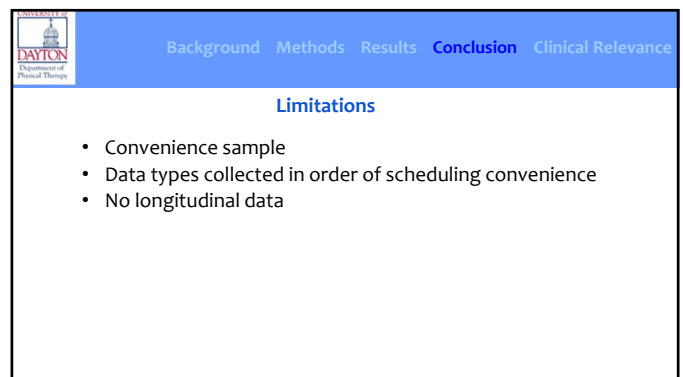 UNIVERSITY of
DAYTON
Department of
Physical Therapy
Background Methods Results Conclusion Clinical Relevance
Limitations
• Convenience sample
• Data types collected in order of scheduling convenience
• No longitudinal data